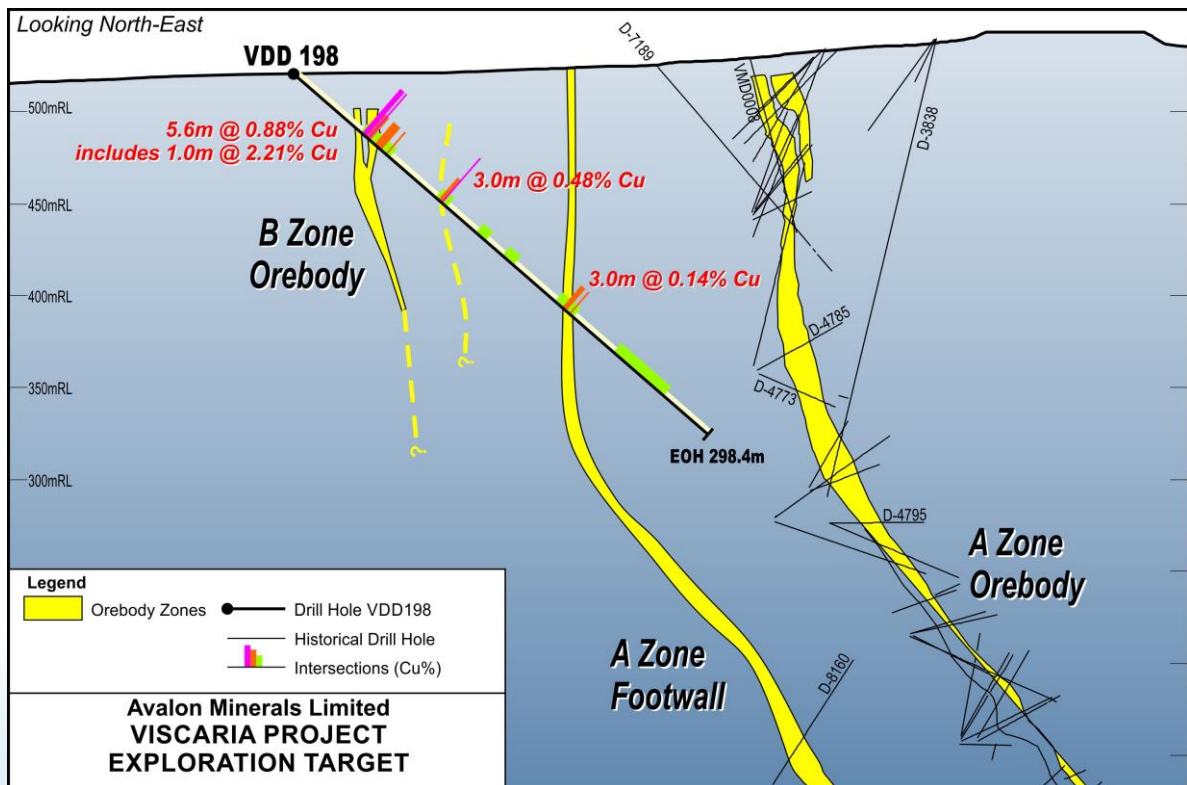 Looking North-East
VDD 198
D-7189
VMD0008
D-3838
500mRL
5.6m @ 0.88% Cu
includes 1.0m @ 2.21% Cu
3.0m @ 0.48% Cu
450mRL
B Zone
Orebody
3.0m @ 0.14% Cu
400mRL
D-4785
?
350mRL
D-4773
?
EOH 298.4m
300mRL
D-4795
A Zone
Orebody
A Zone
Footwall
D-8160
Legend
Orebody Zones
Drill Hole VDD198
Historical Drill Hole
Intersections (Cu%)
Avalon Minerals Limited
VISCARIA PROJECT
EXPLORATION TARGET